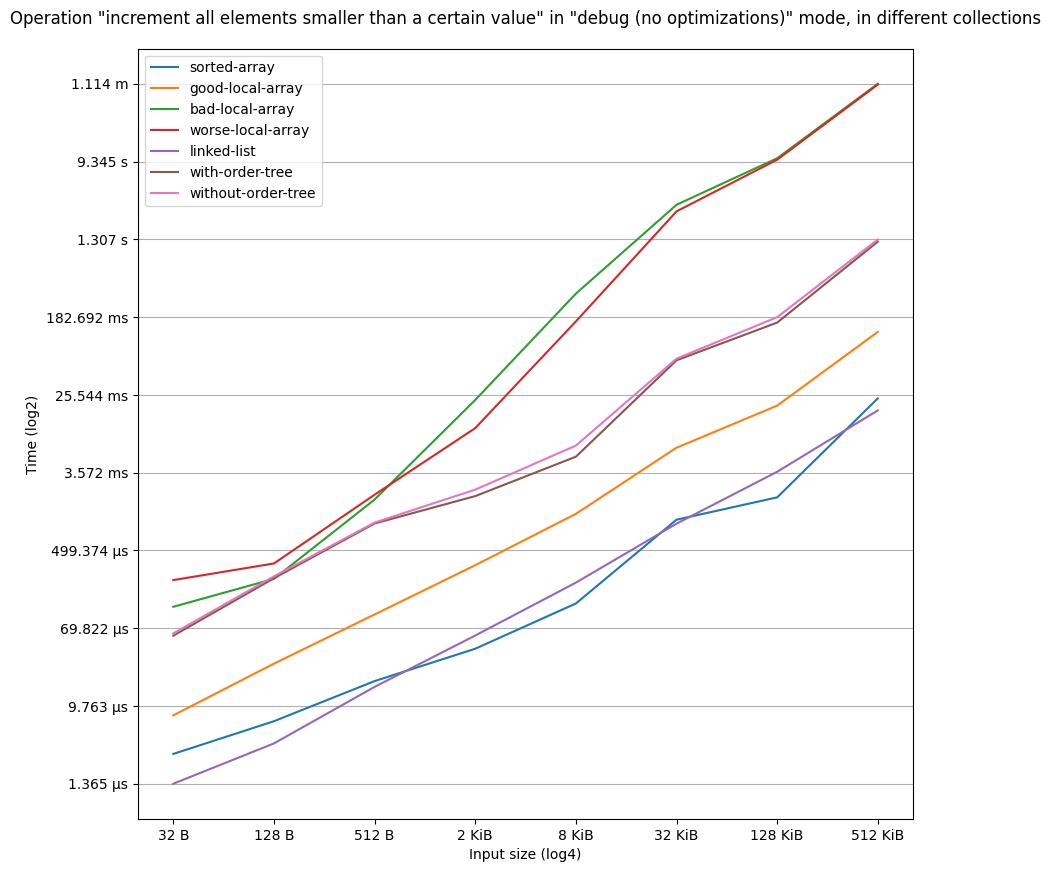 Operation "increment all elements smaller than a certain value" in "debug (no optimizations)" mode, in different collections
sorted-array
good-local-array
bad-local-array
worse-local-array
linked-list
with-order-tree
without-order-tree
1.114 m
9.345 s
1.307 s
182.692 ms
25.544 ms
3.572 ms
499.374 µs
69.822 µs
9.763 µs
1.365 µs
Time (log2)
32 B
128 B
512 B
2 KiB
8 KiB
32 KiB
128 KiB
512 KiB
Input size (log4)